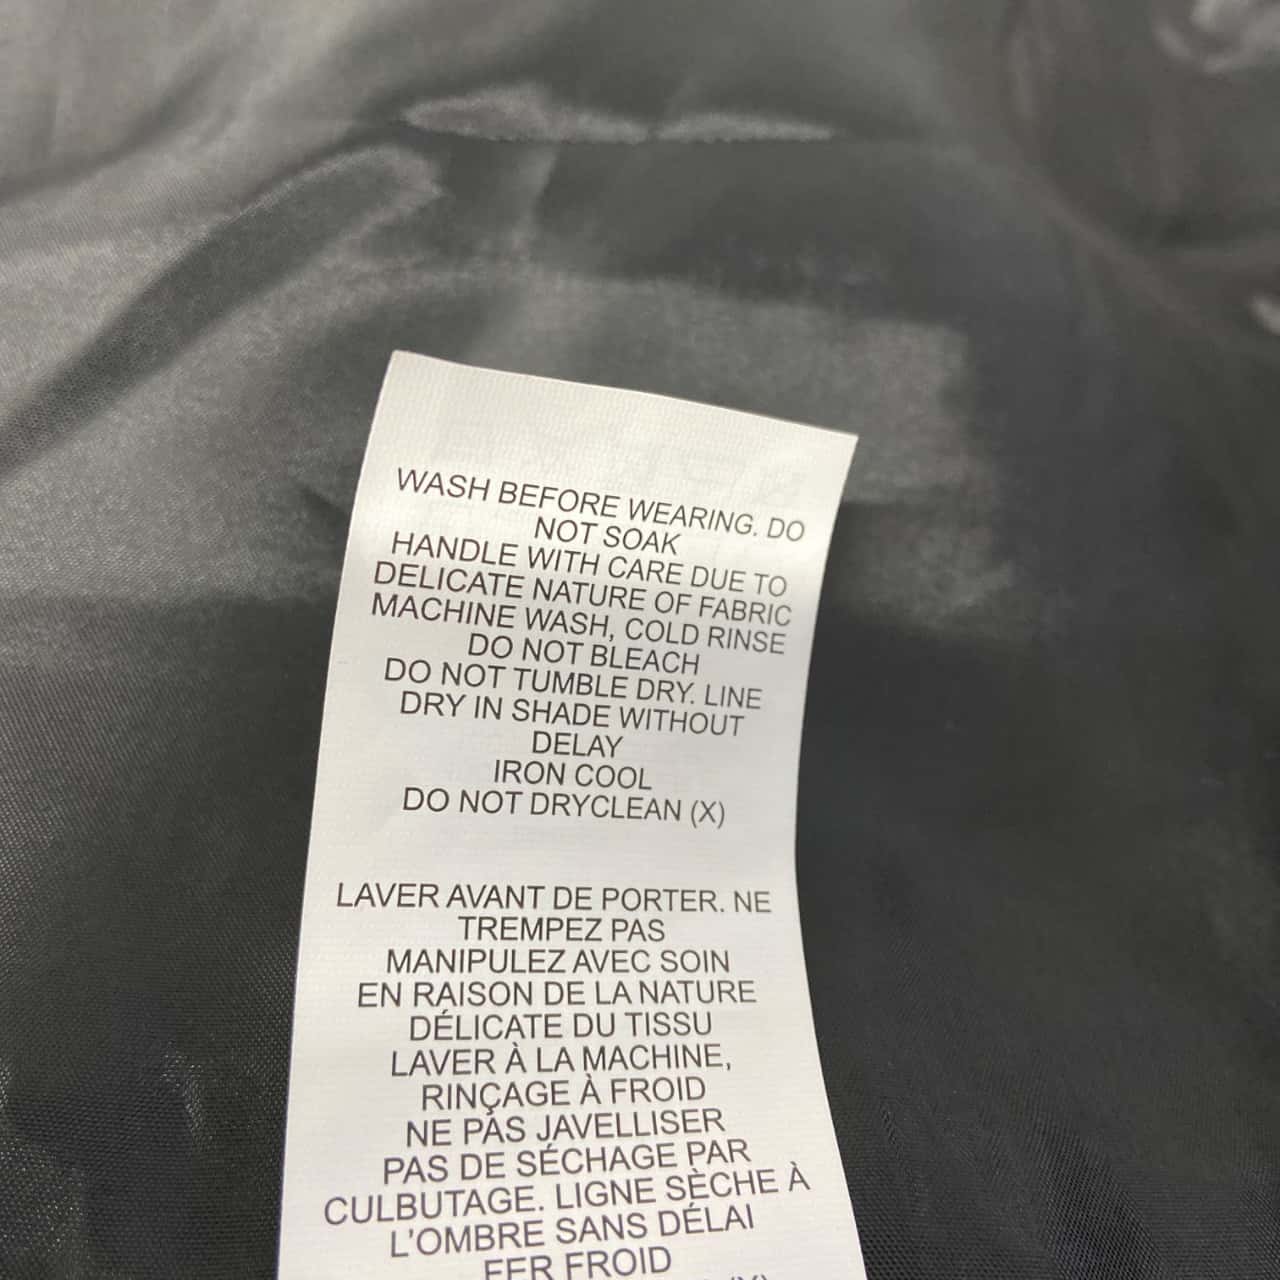 WASH BEFORE WEARING. DO
NOT SOAK
HANDLE WITH CARE DUE TO
DELICATE NATURE OF FABRIC
MACHINE WASH, COLD RINSE
DO NOT BLEACH
DO NOT TUMBLE DRY. LINE
DRY IN SHADE WITHOUT
DELAY
IRON COOL
DO NOT DRYCLEAN (X)
LAVER AVANT DE PORTER. NE
TREMPEZ PAS
MANIPULEZ AVEC SOIN
EN RAISON DE LA NATURE
DÉLICATE DU TISSU
LAVER À LA MACHINE,
RINÇAGE À FROID
NE PAS JAVELLISER
PAS DE SÉCHAGE PAR
CULBUTAGE. LIGNE SÈCHE À
L'OMBRE SANS DÉLAI
FER FROID